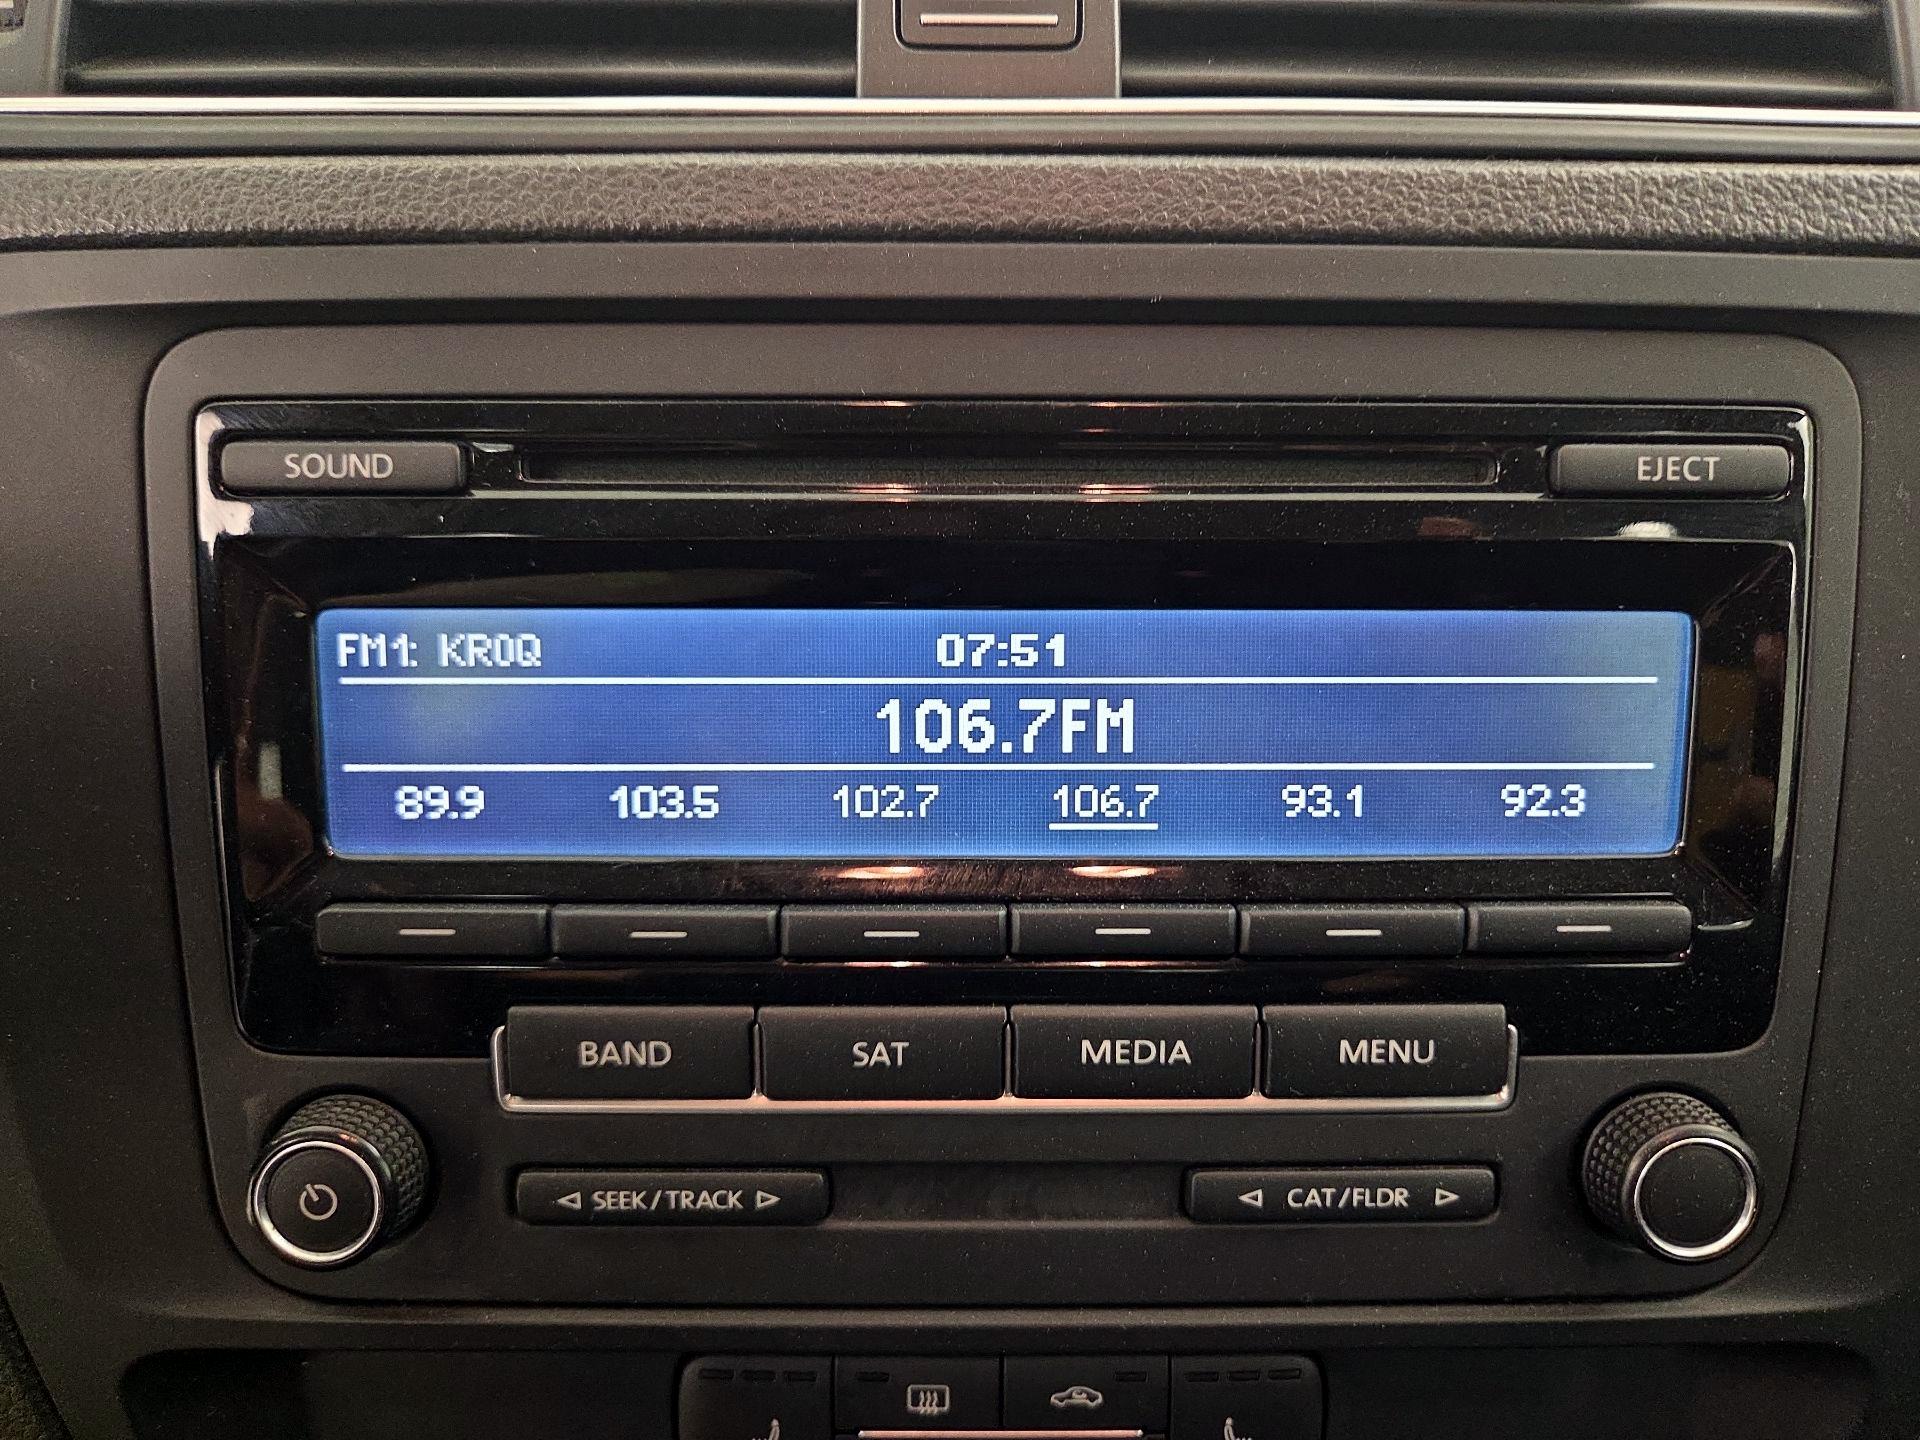 SOUND EJECT
FM1: KROQ 07:51
106.7FM
89.9 103.5 102.7 106.7 93.1 92.3
BAND SAT MEDIA MENU
◁ SEEK/TRACK ▷ ◁ CAT/FLDR ▷